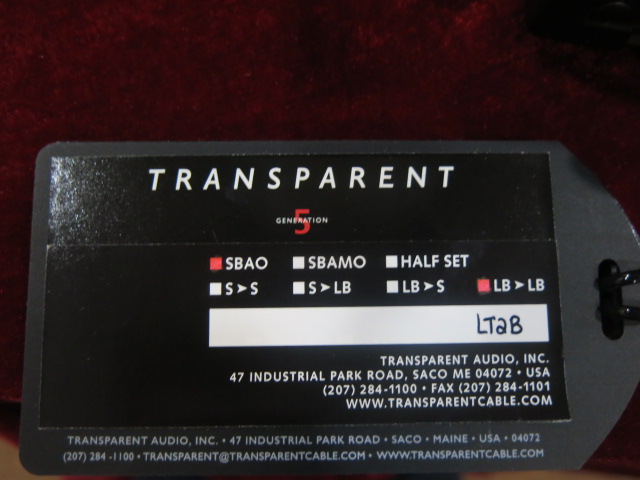 TRANSPARENT
GENERATION 5
SBAO SBAMO HALF SET
S➤S S➤LB LB➤S LB➤LB
LT2B
TRANSPARENT AUDIO, INC.
47 INDUSTRIAL PARK ROAD, SACO ME 04072 • USA
(207) 284-1100 • FAX (207) 284-1101
WWW.TRANSPARENTCABLE.COM
TRANSPARENT AUDIO, INC. • 47 INDUSTRIAL PARK ROAD • SACO • MAINE • USA • 04072
(207) 284 -1100 • TRANSPARENT@TRANSPARENTCABLE.COM • WWW.TRANSPARENTCABLE.COM